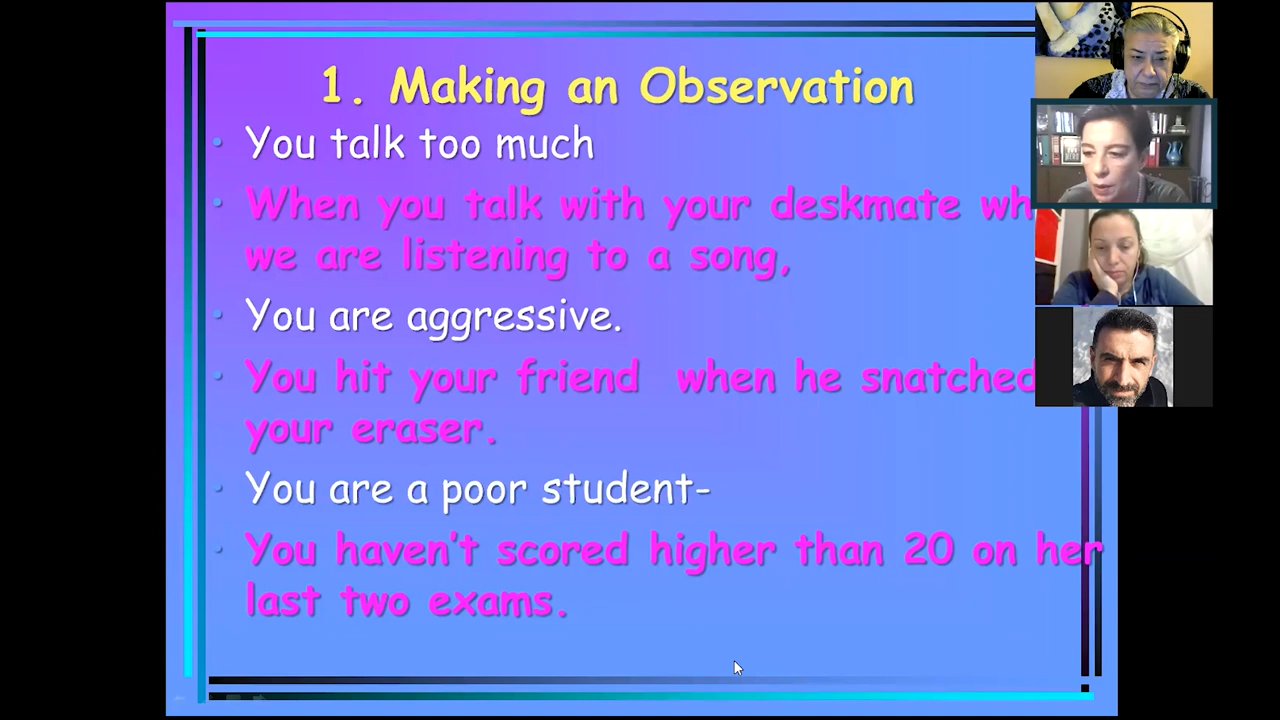 1. Making an Observation
You talk too much
When you talk with your deskmate wh
we are listening to a song,
You are aggressive.
You hit your friend when he snatched
your eraser.
You are a poor student-
You haven't scored higher than 20 on her
last two exams.